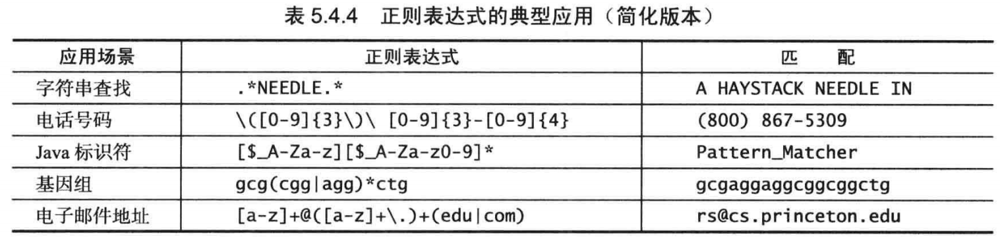 表 5.4.4 正则表达式的典型应用（简化版本）
应用场景 正则表达式 匹 配
字符串查找 .*NEEDLE.* A HAYSTACK NEEDLE IN
电话号码 \([0-9]{3}\)\ [0-9]{3}-[0-9]{4} (800) 867-5309
Java 标识符 [$_A-Za-z][$_A-Za-z0-9]* Pattern_Matcher
基因组 gcg(cgg|agg)*ctg gcgaggaggcggcggctg
电子邮件地址 [a-z]+@([a-z]+\.)+(edu|com) rs@cs.princeton.edu